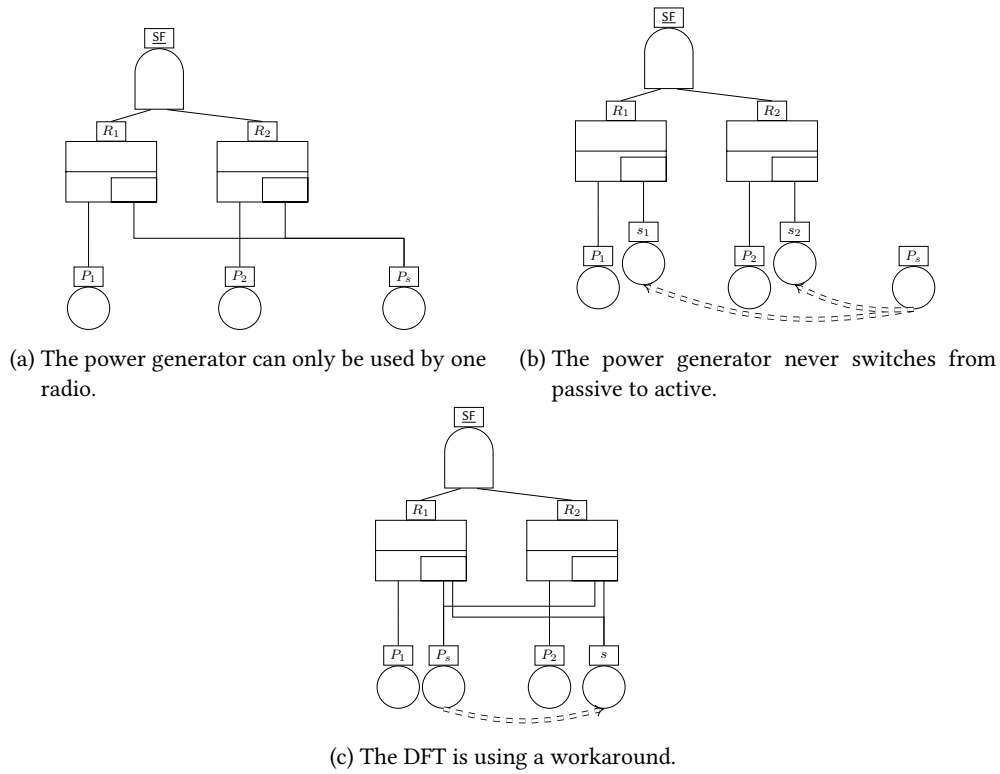 SF
R1 R2
P1 P2 Ps
(a) The power generator can only be used by one
radio.
SF
R1 R2
s1 s2
P1 P2 Ps
(b) The power generator never switches from
passive to active.
SF
R1 R2
P1 Ps P2 s
(c) The DFT is using a workaround.